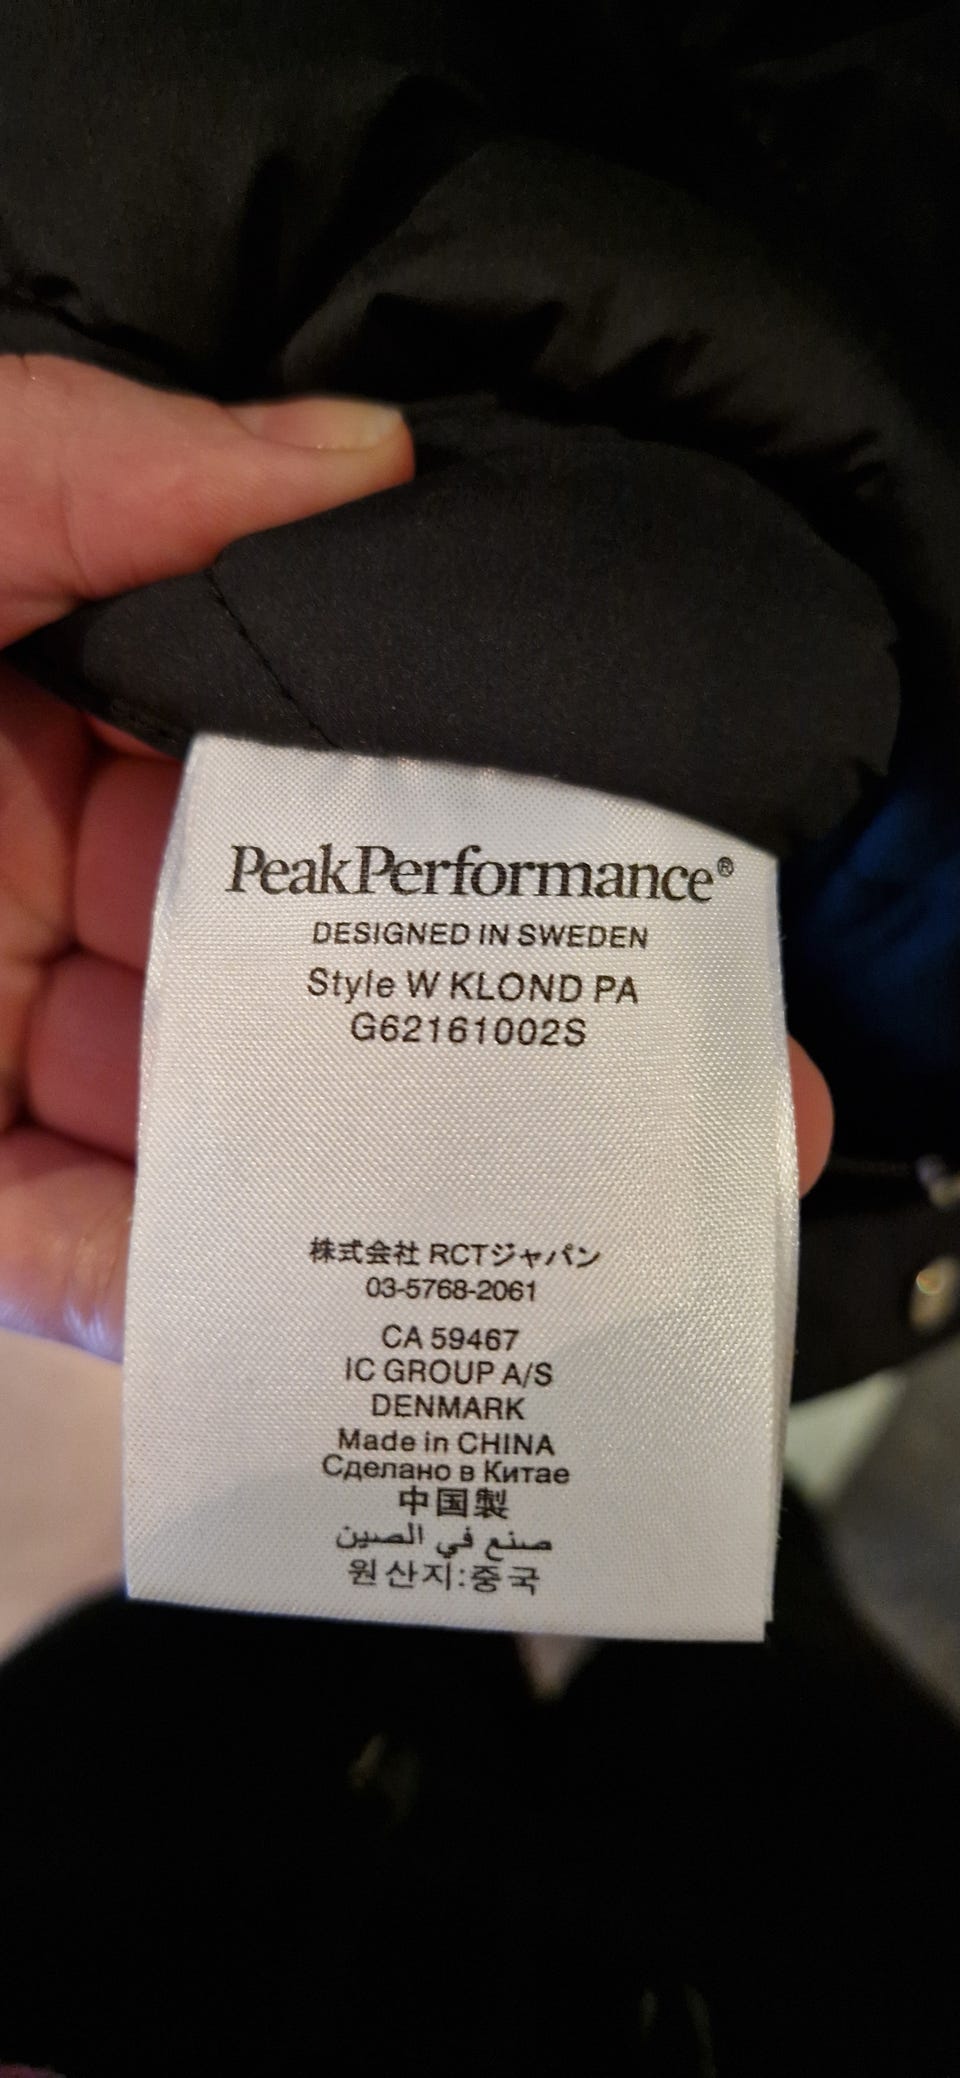 PeakPerformance®
DESIGNED IN SWEDEN
Style W KLOND PA
G62161002S
株式会社 RCTジャパン
03-5768-2061
CA 59467
IC GROUP A/S
DENMARK
Made in CHINA
Сделано в Китае
中国製
صنع في الصين
원산지:중국